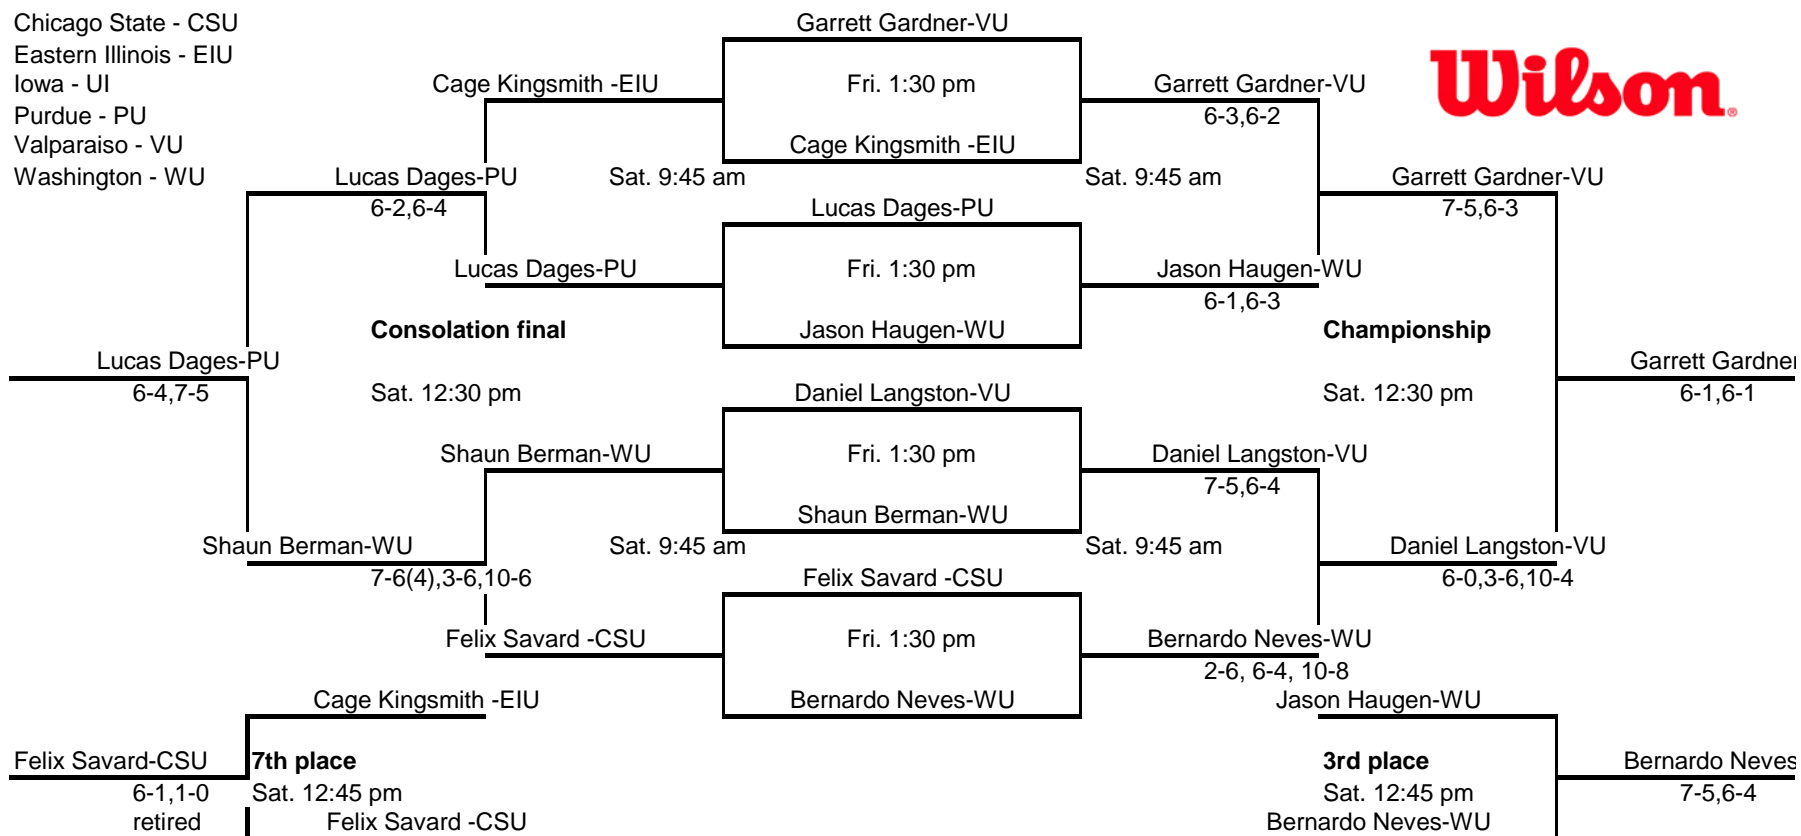 Chicago State - CSU
Garrett Gardner-VU
Eastern Illinois - EIU
Wilson
Iowa - UI
Cage Kingsmith -EIU
Fri. 1:30 pm
Garrett Gardner-VU
Purdue - PU
6-3,6-2
Valparaiso - VU
Cage Kingsmith -EIU
Washington - WU
Lucas Dages-PU
Sat. 9:45 am
Sat. 9:45 am
Garrett Gardner-VU
6-2,6-4
Lucas Dages-PU
7-5,6-3
Lucas Dages-PU
Fri. 1:30 pm
Jason Haugen-WU
6-1,6-3
Consolation final
Jason Haugen-WU
Championship
Lucas Dages-PU
Garrett Gardner
6-4,7-5
Sat. 12:30 pm
Daniel Langston-VU
Sat. 12:30 pm
6-1,6-1
Shaun Berman-WU
Fri. 1:30 pm
Daniel Langston-VU
7-5,6-4
Shaun Berman-WU
Shaun Berman-WU
Sat. 9:45 am
Sat. 9:45 am
Daniel Langston-VU
7-6(4),3-6,10-6
Felix Savard -CSU
6-0,3-6,10-4
Felix Savard -CSU
Fri. 1:30 pm
Bernardo Neves-WU
2-6, 6-4, 10-8
Cage Kingsmith -EIU
Bernardo Neves-WU
Jason Haugen-WU
Felix Savard-CSU
7th place
3rd place
Bernardo Neves
6-1,1-0
Sat. 12:45 pm
Sat. 12:45 pm
7-5,6-4
retired
Felix Savard -CSU
Bernardo Neves-WU